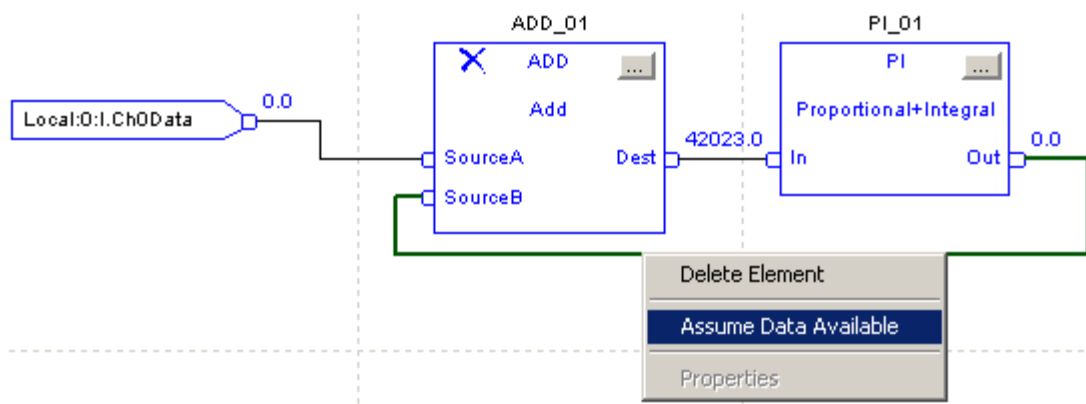 ADD_01
PI_01
ADD
...
PI
...
0.0
Local:0:I.Ch0Data
Add
Proportional+Integral
42023.0
0.0
SourceA
Dest
In
Out
SourceB
Delete Element
Assume Data Available
Properties